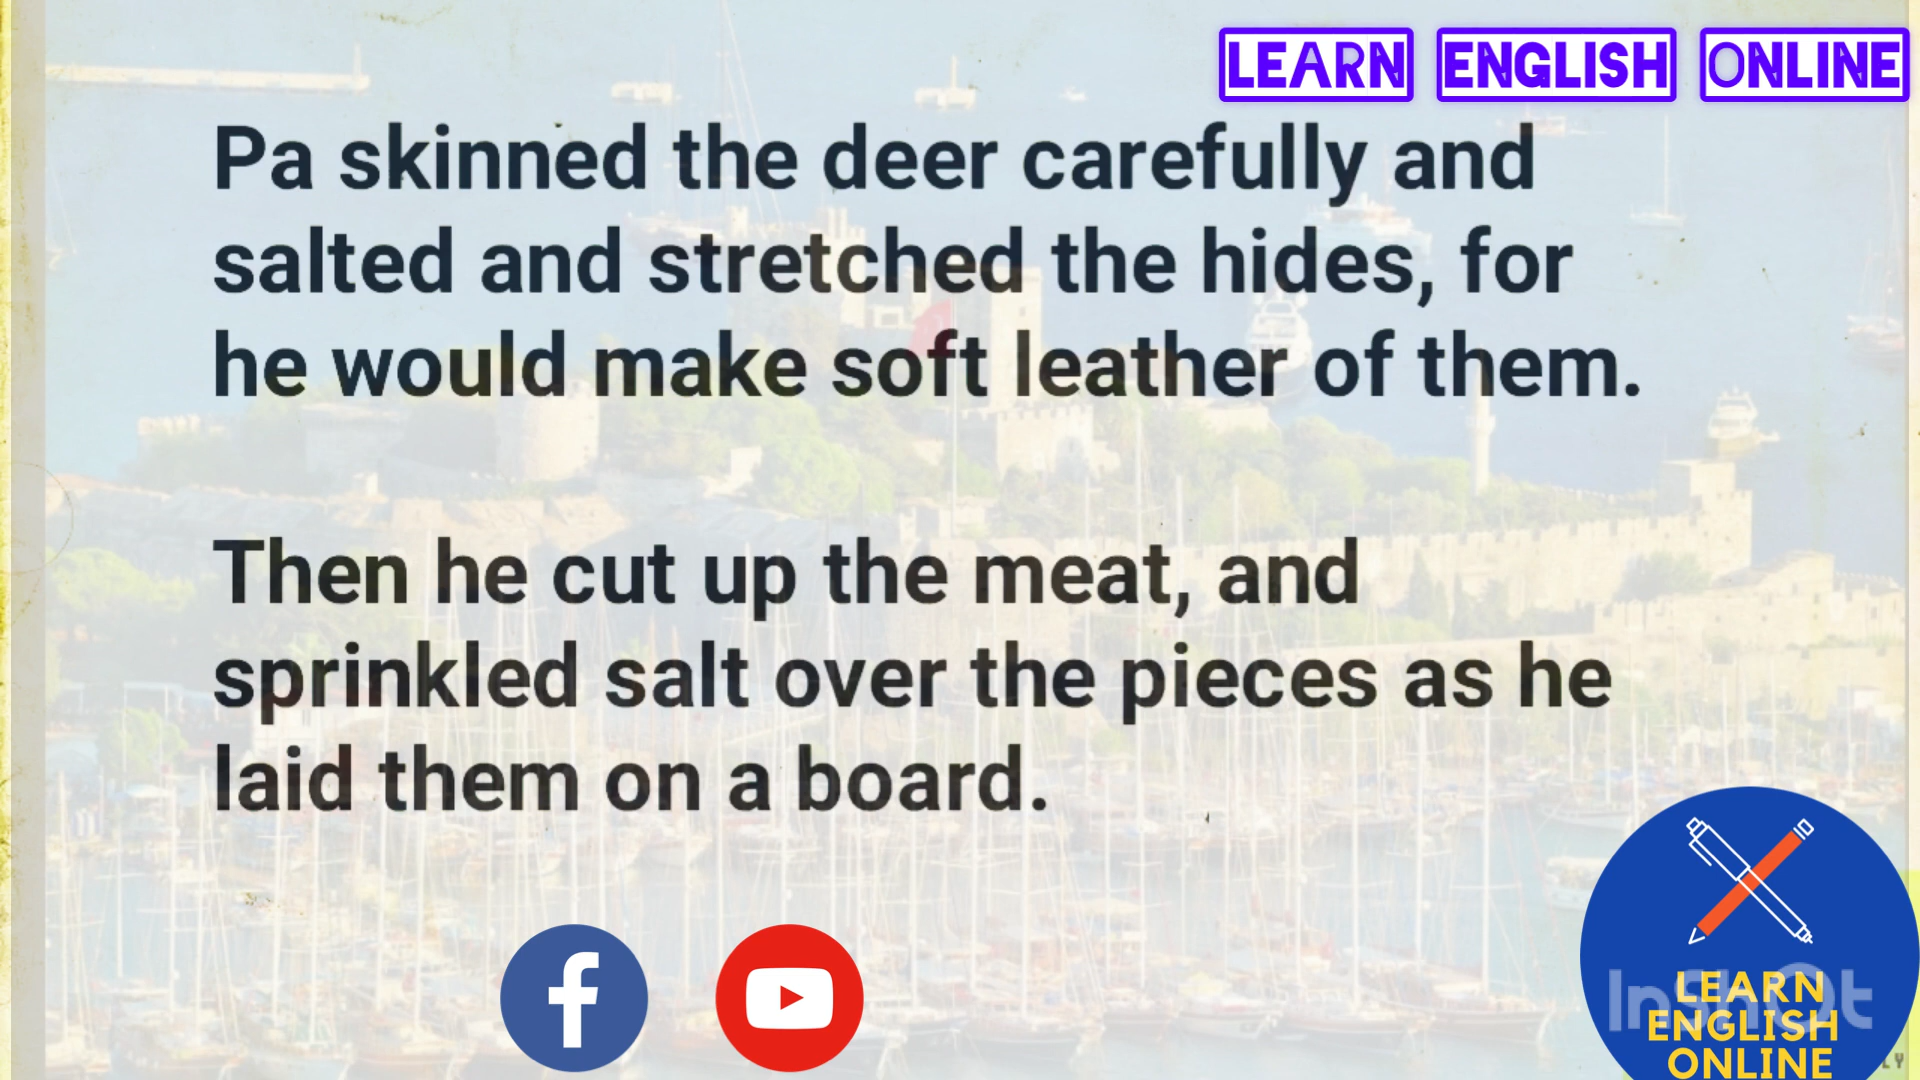 LEARN ENGLISH ONLINE
Pa skinned the deer carefully and
salted and stretched the hides, for
he would make soft leather of them.
Then he cut up the meat, and
sprinkled salt over the pieces as he
laid them on a board.
InShOt
LEARN
ENGLISH
ONLINE